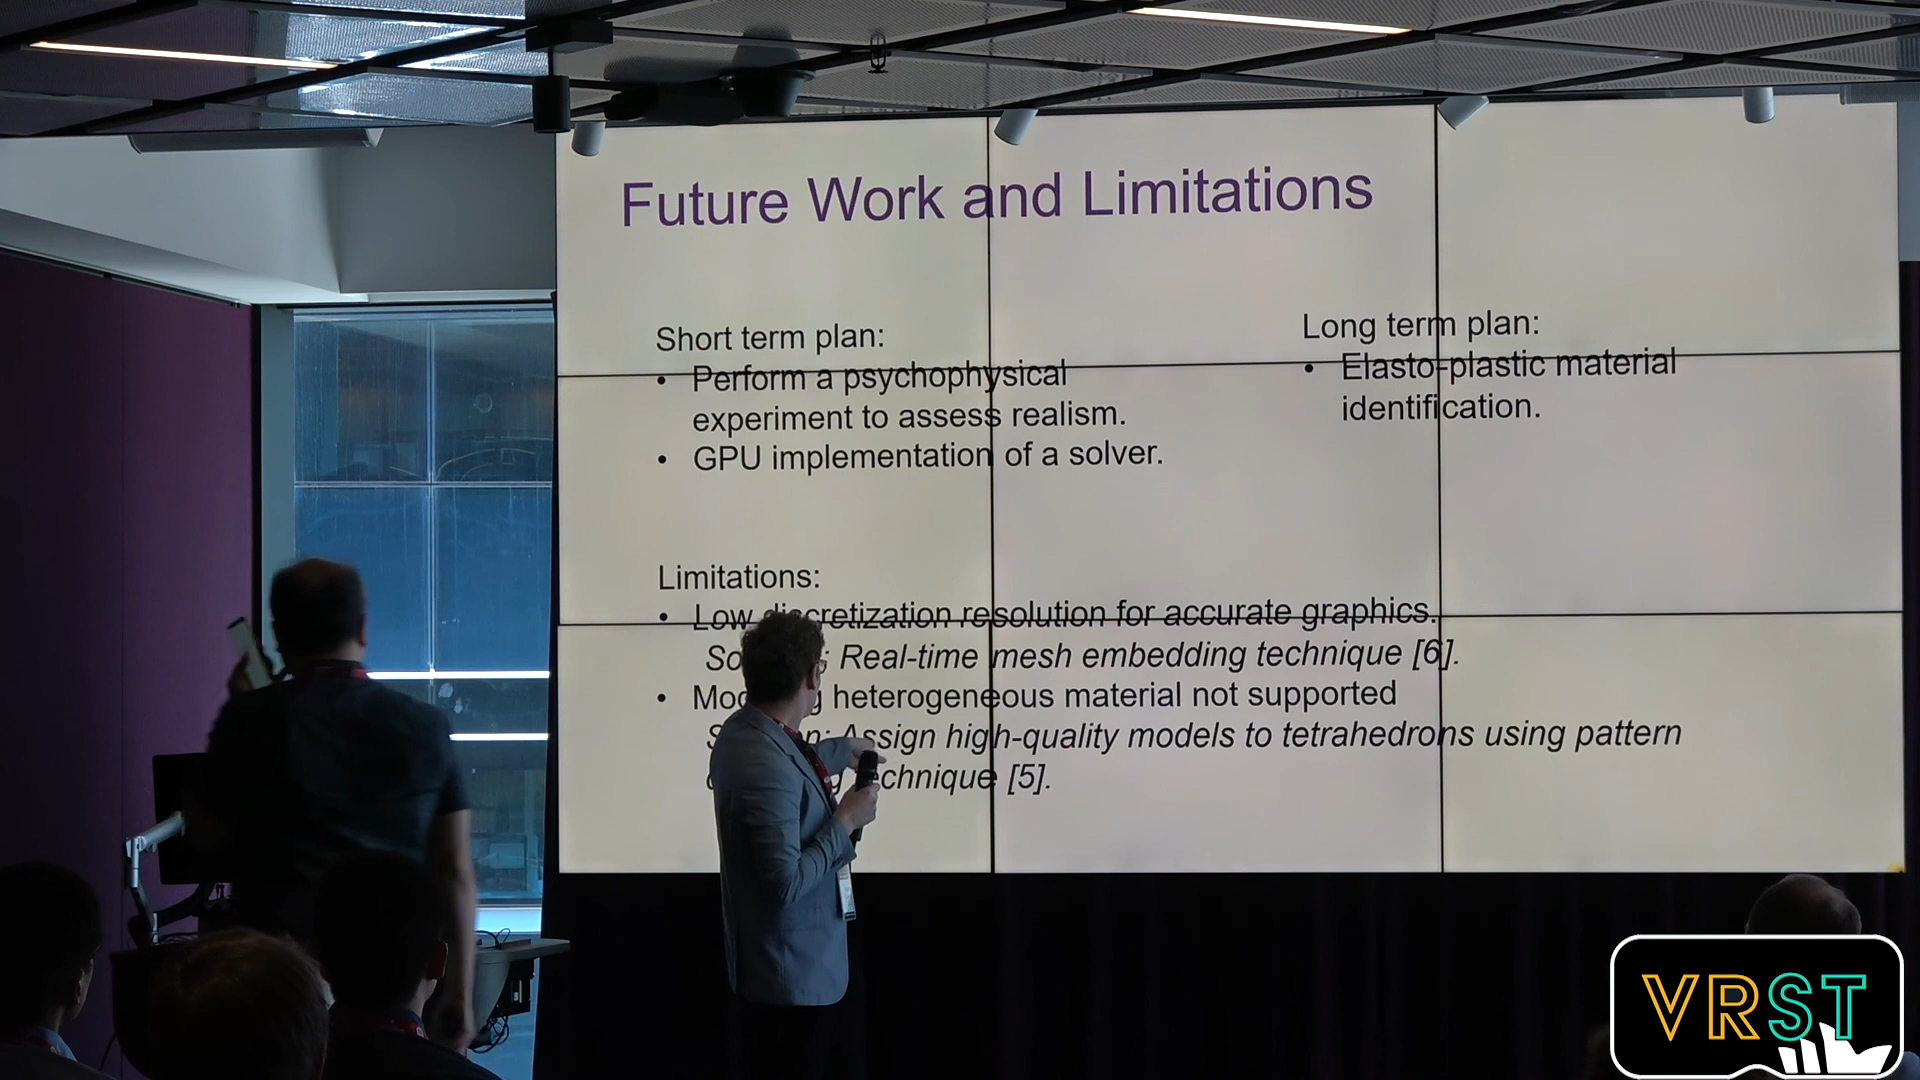 Future Work and Limitations
Short term plan:
• Perform a psychophysical
experiment to assess realism.
• GPU implementation of a solver.
Long term plan:
• Elasto-plastic material
identification.
Limitations:
• Low discretization resolution for accurate graphics.
Real-time mesh embedding technique [6].
• heterogeneous material not supported
Assign high-quality models to tetrahedrons using pattern
[5].
VRST